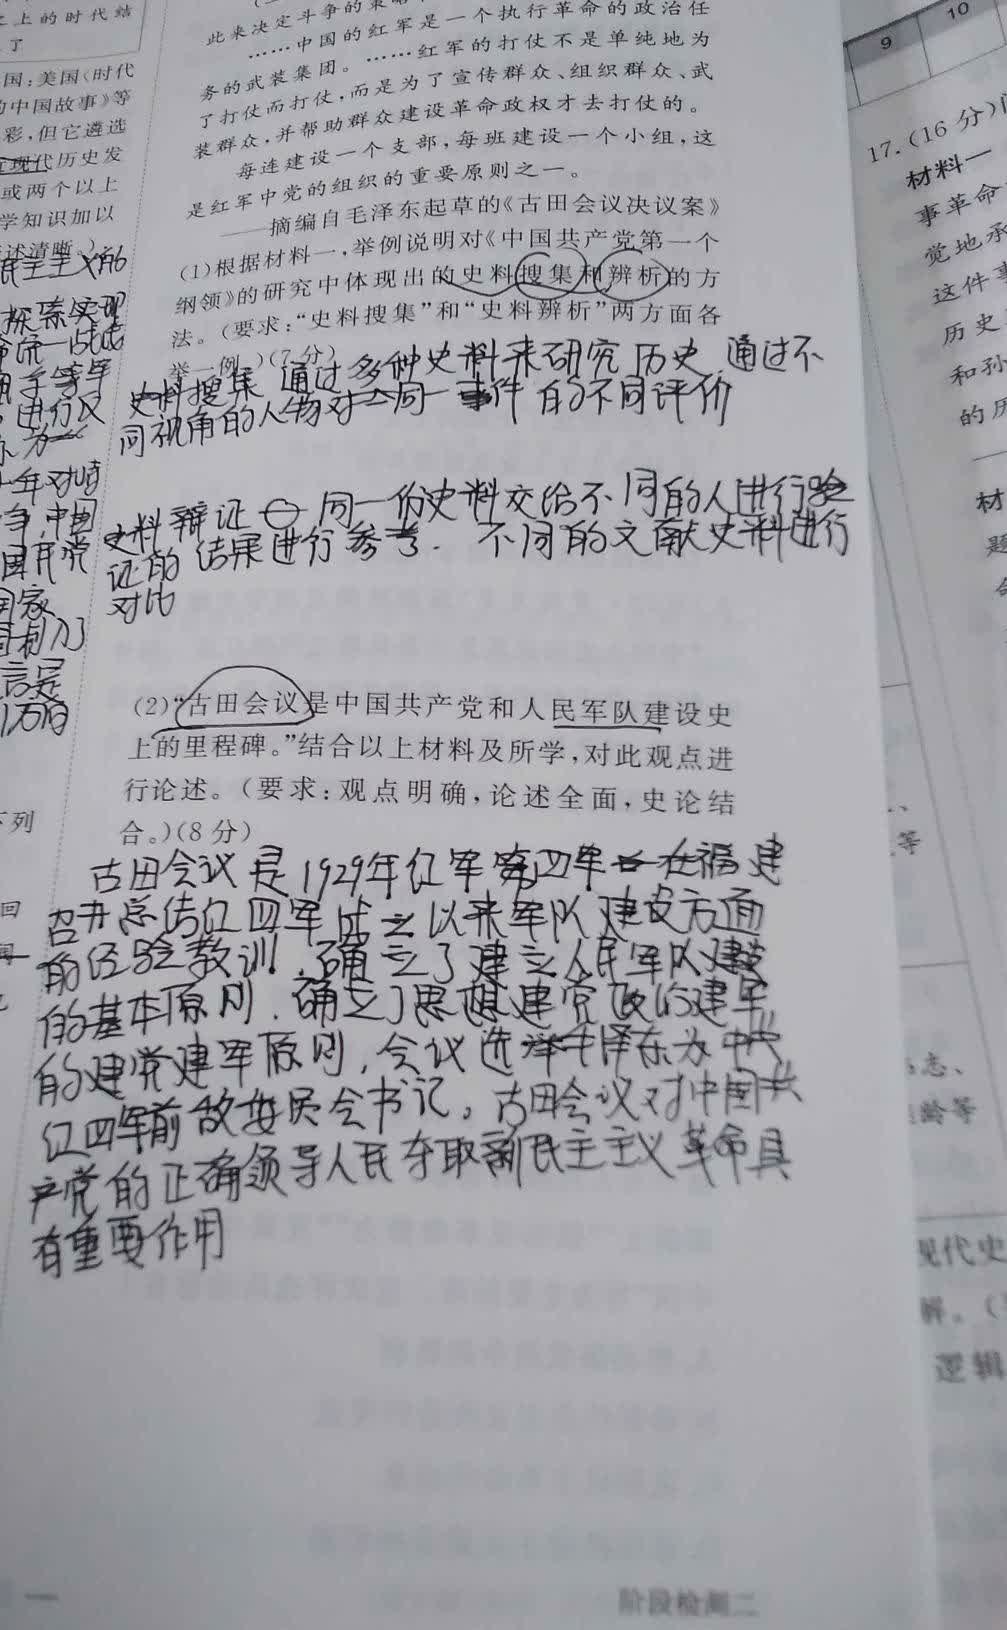 之上的时代结
了
国:美国(时代
的中国故事》等
彩,但它遴选
近现代历史发
或两个以上
学知识加以
述清晰。)
民主主义的
探索实现
年对峙
争,中国
国民党
国家
下列
回
此来决定斗争的策略
……中国的红军是一个执行革命的政治任
务的武装集团。……红军的打仗不是单纯地为
了打仗而打仗,而是为了宣传群众、组织群众、武
装群众,并帮助群众建设革命政权才去打仗的。
每连建设一个支部,每班建设一个小组,这
是红军中党的组织的重要原则之一。
——摘编自毛泽东起草的《古田会议决议案》
(1)根据材料一,举例说明对《中国共产党第一个
纲领》的研究中体现出的史料搜集和辨析的方
法。(要求:“史料搜集”和“史料辨析”两方面各
举一例。)(7分)
史料搜集 通过多种史料来研究历史 通过不
同视角的人物对同一事件的不同评价
史料辩证 同一份史料交给不同的人进行验
证的结果进行参考. 不同的文献史料进行
对比
(2)“古田会议是中国共产党和人民军队建设史
上的里程碑。”结合以上材料及所学,对此观点进
行论述。(要求:观点明确,论述全面,史论结
合。)(8分)
古田会议是1929年红军第四军在福建
召开总结红四军成立以来军队建设方面
的经验教训,确立了建立人民军队建设
的基本原则.确立了思想建党政治建军
的建党建军原则,会议选举毛泽东为中央
红四军前敌委员会书记。古田会议对中国共
产党的正确领导人民夺取新民主主义革命具
有重要作用
阶段检测二
9
10
17.(16分)
材料一
事革命
觉地承
这件事
历史
和孙
的历
材
题
等
志、
龄等
现代史
解。(
逻辑